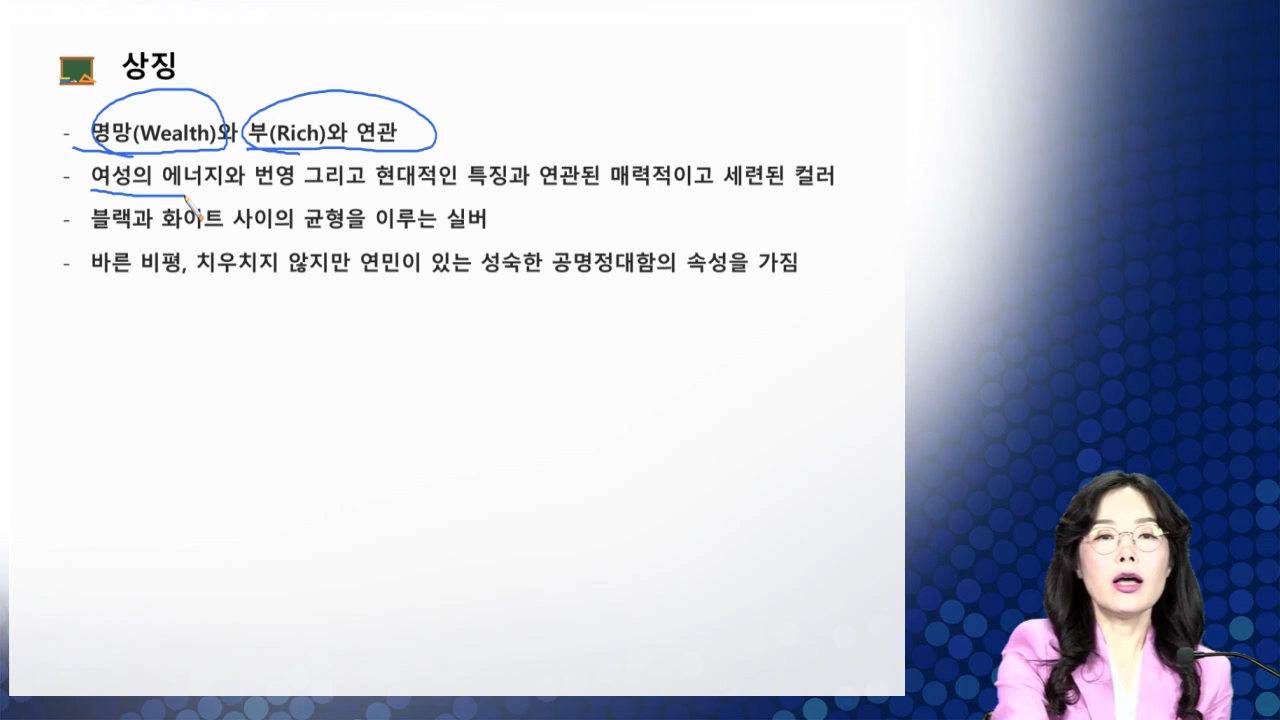 상징
- 명망(Wealth)와 부(Rich)와 연관
- 여성의 에너지와 번영 그리고 현대적인 특징과 연관된 매력적이고 세련된 컬러
- 블랙과 화이트 사이의 균형을 이루는 실버
- 바른 비평, 치우치지 않지만 연민이 있는 성숙한 공명정대함의 속성을 가짐